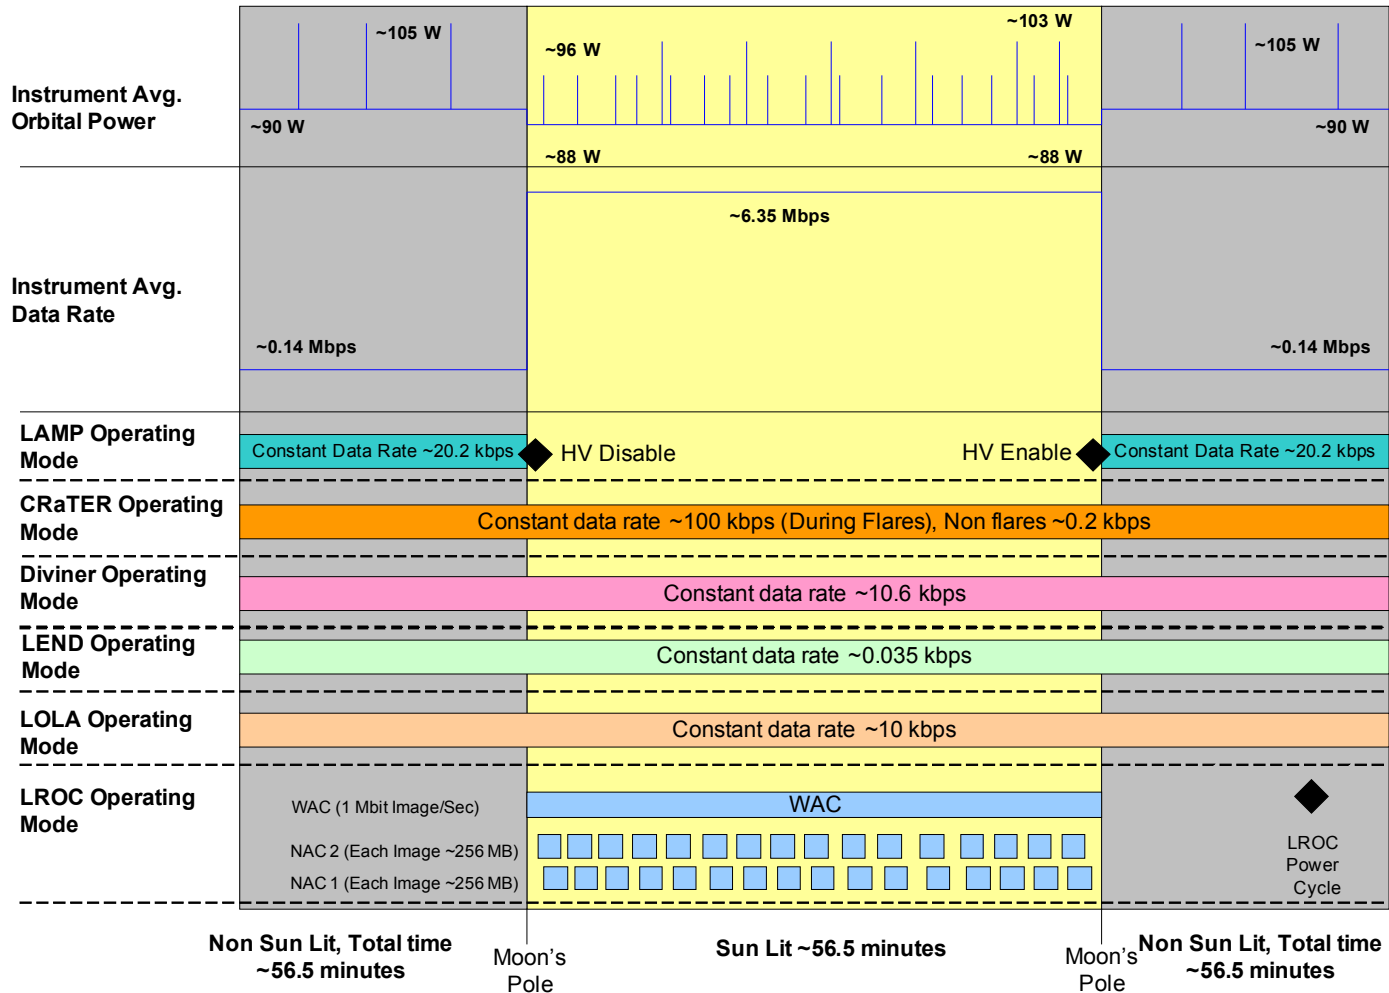 ~105 W
~96 W
~103 W
~105 W
Instrument Avg.
Orbital Power
~90 W
~88 W
~88 W
~90 W
~6.35 Mbps
Instrument Avg.
Data Rate
~0.14 Mbps
~0.14 Mbps
LAMP Operating
Mode
Constant Data Rate ~20.2 kbps
HV Disable
HV Enable
Constant Data Rate ~20.2 kbps
CRaTER Operating
Mode
Constant data rate ~100 kbps (During Flares), Non flares ~0.2 kbps
Diviner Operating
Mode
Constant data rate ~10.6 kbps
LEND Operating
Mode
Constant data rate ~0.035 kbps
LOLA Operating
Mode
Constant data rate ~10 kbps
LROC Operating
Mode
WAC (1 Mbit Image/Sec)
WAC
NAC 2 (Each Image ~256 MB)
NAC 1 (Each Image ~256 MB)
LROC
Power
Cycle
Non Sun Lit, Total time
~56.5 minutes
Moon's
Pole
Sun Lit ~56.5 minutes
Moon's
Pole
Non Sun Lit, Total time
~56.5 minutes